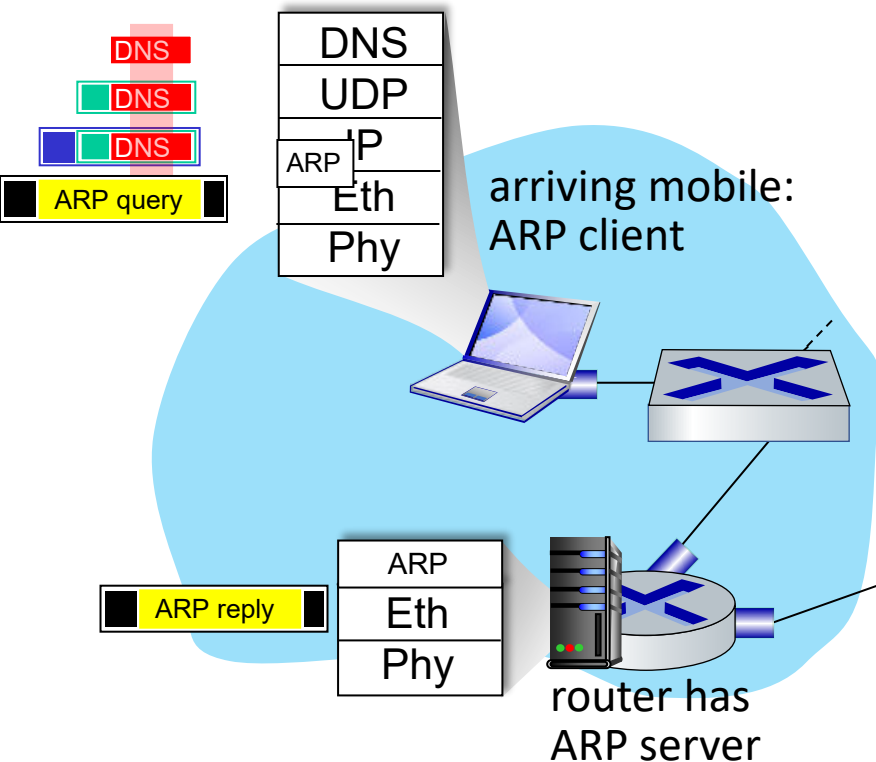 DNS
DNS
DNS
ARP query
DNS
UDP
IP
ARP
Eth
Phy
arriving mobile:
ARP client
ARP reply
ARP
Eth
Phy
router has
ARP server